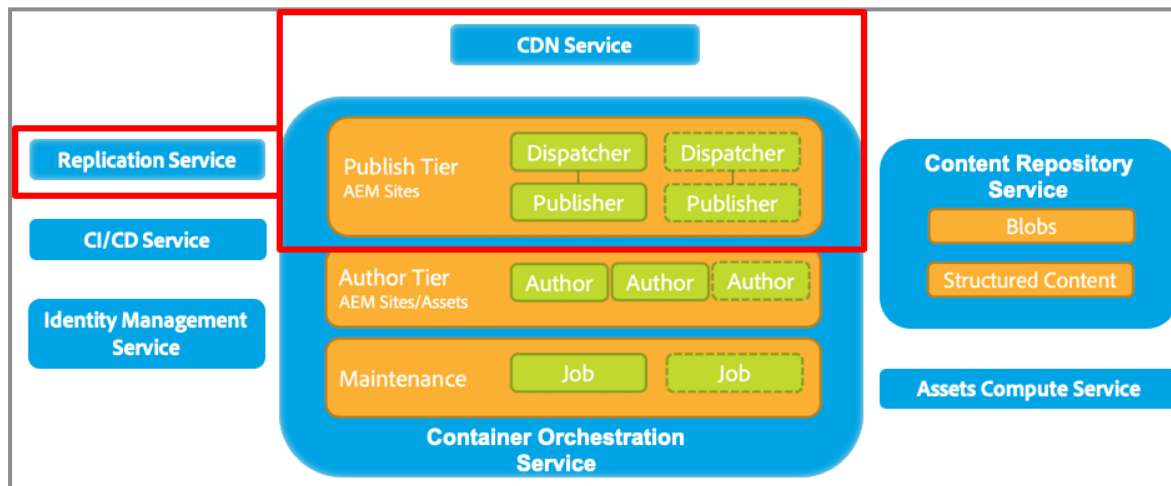 CDN Service
Replication Service
CI/CD Service
Identity Management
Service
Publish Tier
AEM Sites
Dispatcher
Dispatcher
Publisher
Publisher
Author Tier
AEM Sites/Assets
Author
Author
Author
Maintenance
Job
Job
Container Orchestration
Service
Content Repository
Service
Blobs
Structured Content
Assets Compute Service